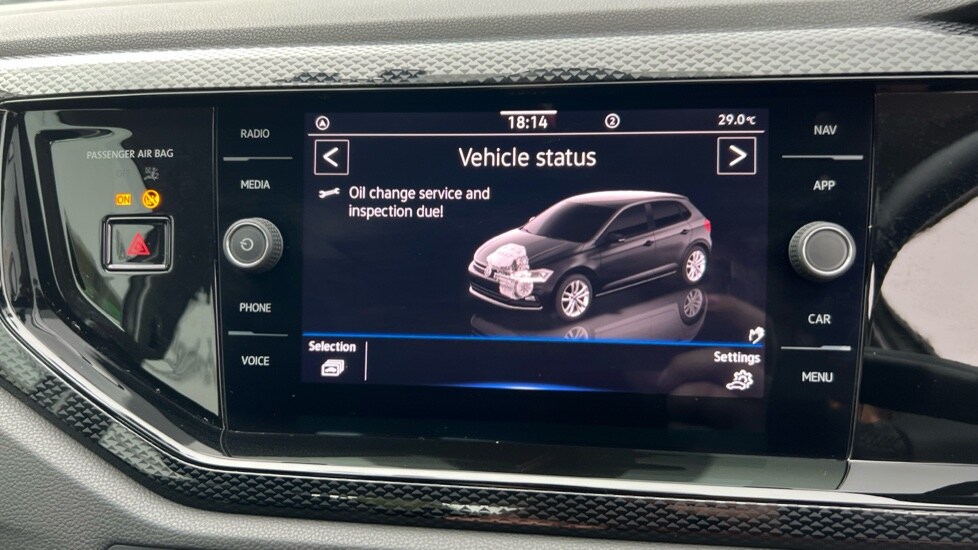 18:14
2
29.0°C
RADIO
NAV
Vehicle status
PASSENGER AIR BAG
MEDIA
APP
Oil change service and
inspection due!
ON
PHONE
CAR
Selection
Settings
VOICE
MENU